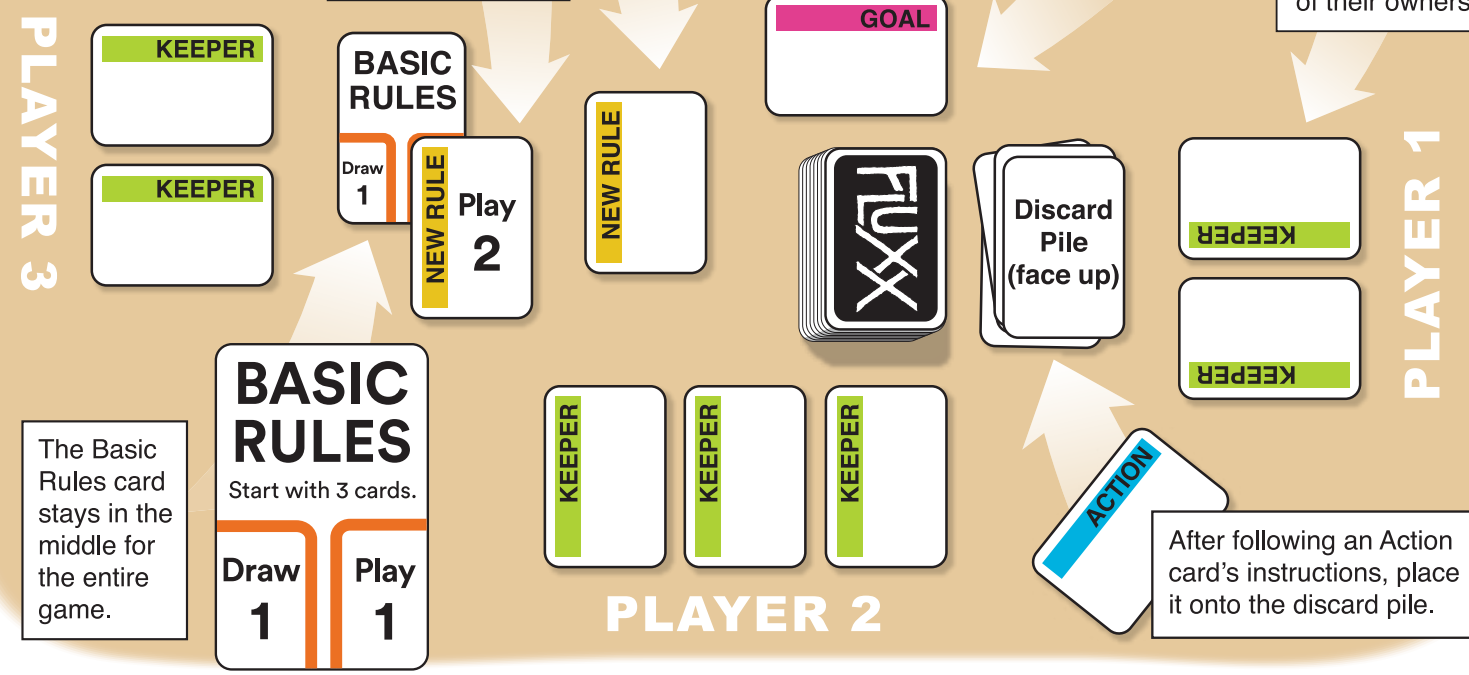 of their owners
GOAL
PLAYER 3
KEEPER
KEEPER
BASIC
RULES
Draw
1
NEW RULE
Play
2
NEW RULE
FLUXX
Discard
Pile
(face up)
KEEPER
KEEPER
PLAYER 1
The Basic
Rules card
stays in the
middle for
the entire
game.
BASIC
RULES
Start with 3 cards.
Draw
1
Play
1
KEEPER
KEEPER
KEEPER
PLAYER 2
ACTION
After following an Action
card's instructions, place
it onto the discard pile.